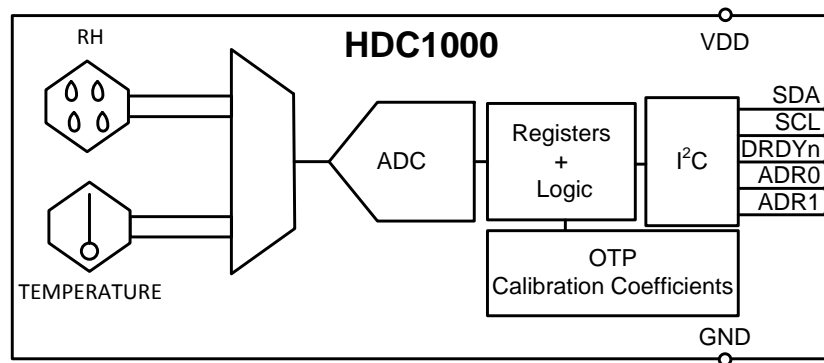 RH
HDC1000
VDD
ADC
Registers
+
Logic
I²C
SDA
SCL
DRDYn
ADR0
ADR1
TEMPERATURE
OTP
Calibration Coefficients
GND